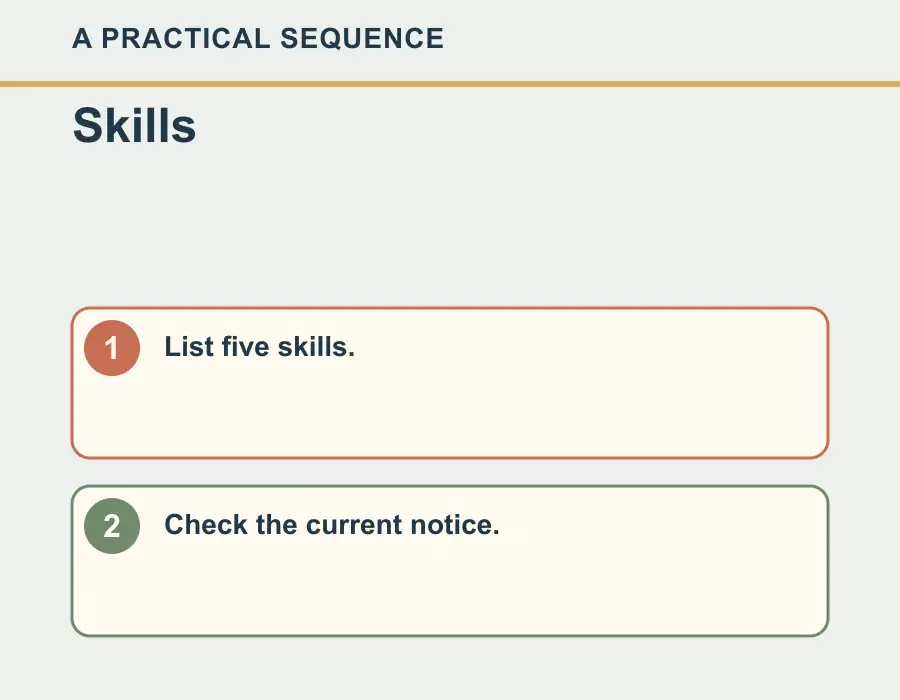 A PRACTICAL SEQUENCE
Skills
1 List five skills.
2 Check the current notice.